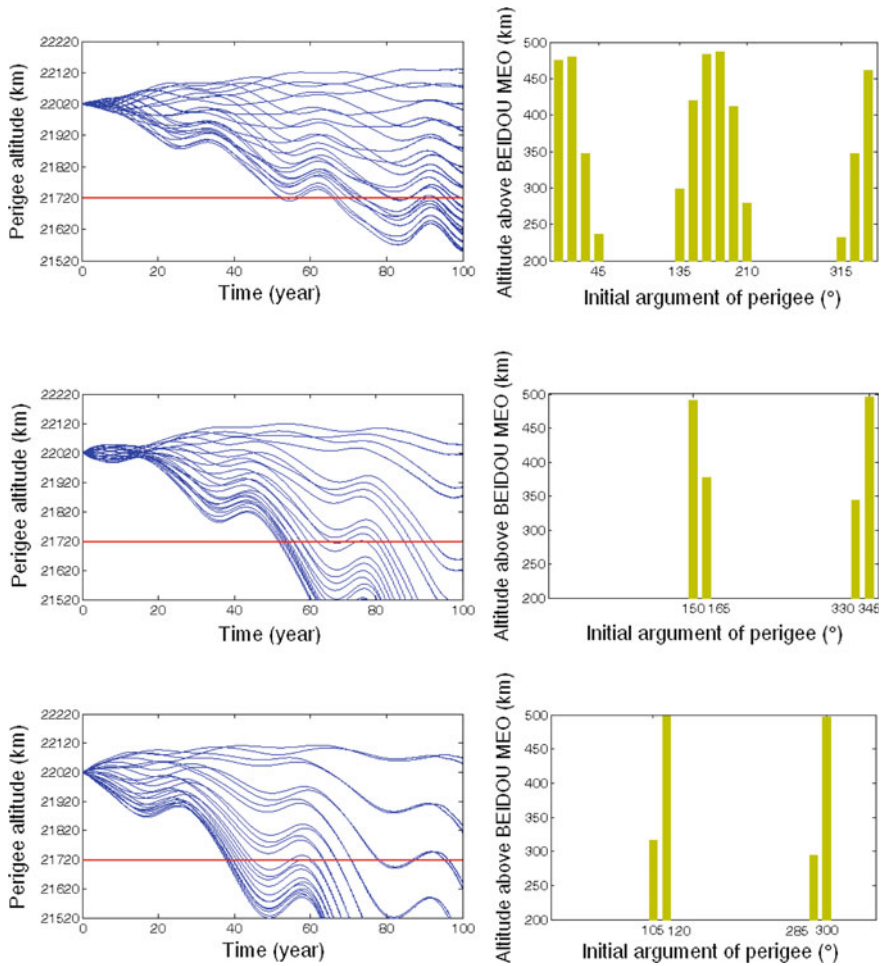 Perigee altitude (km)
22220
22120
22020
21920
21820
21720
21620
21520
0 20 40 60 80 100
Time (year)
Altitude above BEIDOU MEO (km)
500
450
400
350
300
250
200
45 135 210 315
Initial argument of perigee (°)
Perigee altitude (km)
22220
22120
22020
21920
21820
21720
21620
21520
0 20 40 60 80 100
Time (year)
Altitude above BEIDOU MEO (km)
500
450
400
350
300
250
200
150 165 330 345
Initial argument of perigee (°)
Perigee altitude (km)
22220
22120
22020
21920
21820
21720
21620
21520
0 20 40 60 80 100
Time (year)
Altitude above BEIDOU MEO (km)
500
450
400
350
300
250
200
105 120 285 300
Initial argument of perigee (°)